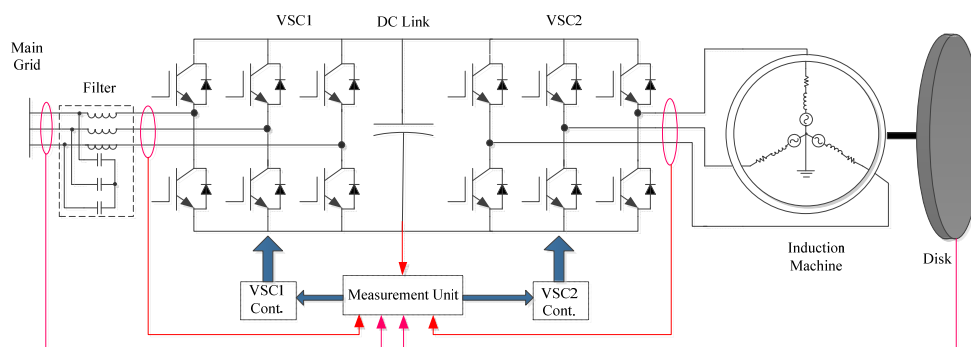 VSC1
DC Link
VSC2
Main
Grid
Filter
Induction
Machine
Disk
VSC1
Cont.
Measurement Unit
VSC2
Cont.